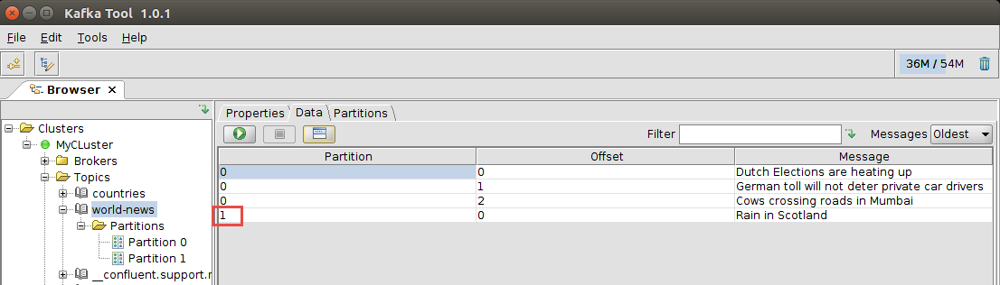 Kafka Tool 1.0.1
File Edit Tools Help
36M / 54M
Browser
Clusters
MyCLuster
Brokers
Topics
countries
world-news
Partitions
Partition 0
Partition 1
__confluent.support.r
Properties Data Partitions
Filter Messages Oldest
Partition Offset Message
0 0 Dutch Elections are heating up
0 1 German toll will not deter private car drivers
0 2 Cows crossing roads in Mumbai
1 0 Rain in Scotland